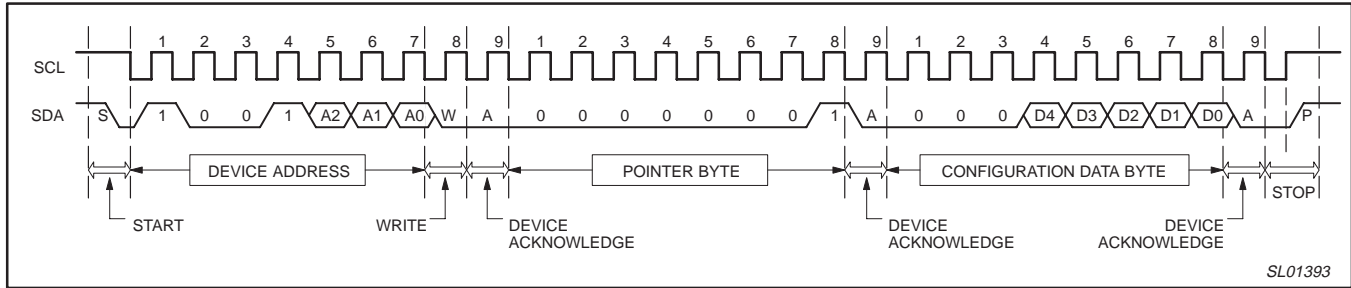 1 2 3 4 5 6 7 8 9 1 2 3 4 5 6 7 8 9 1 2 3 4 5 6 7 8 9
SCL
SDA S 1 0 0 1 A2 A1 A0 W A 0 0 0 0 0 0 0 1 A 0 0 0 D4 D3 D2 D1 D0 A P
DEVICE ADDRESS POINTER BYTE CONFIGURATION DATA BYTE
STOP
START WRITE DEVICE ACKNOWLEDGE DEVICE ACKNOWLEDGE DEVICE ACKNOWLEDGE
SL01393